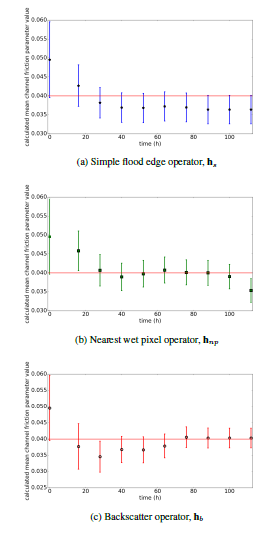 calculated mean channel friction parameter value
0.060
0.055
0.050
0.045
0.040
0.035
0.030
0 20 40 60 80 100
time (h)
(a) Simple flood edge operator, hₛ
calculated mean channel friction parameter value
0.060
0.055
0.050
0.045
0.040
0.035
0.030
0 20 40 60 80 100
time (h)
(b) Nearest wet pixel operator, hₙₚ
calculated mean channel friction parameter value
0.060
0.055
0.050
0.045
0.040
0.035
0.030
0.025
0 20 40 60 80 100
time (h)
(c) Backscatter operator, h_b